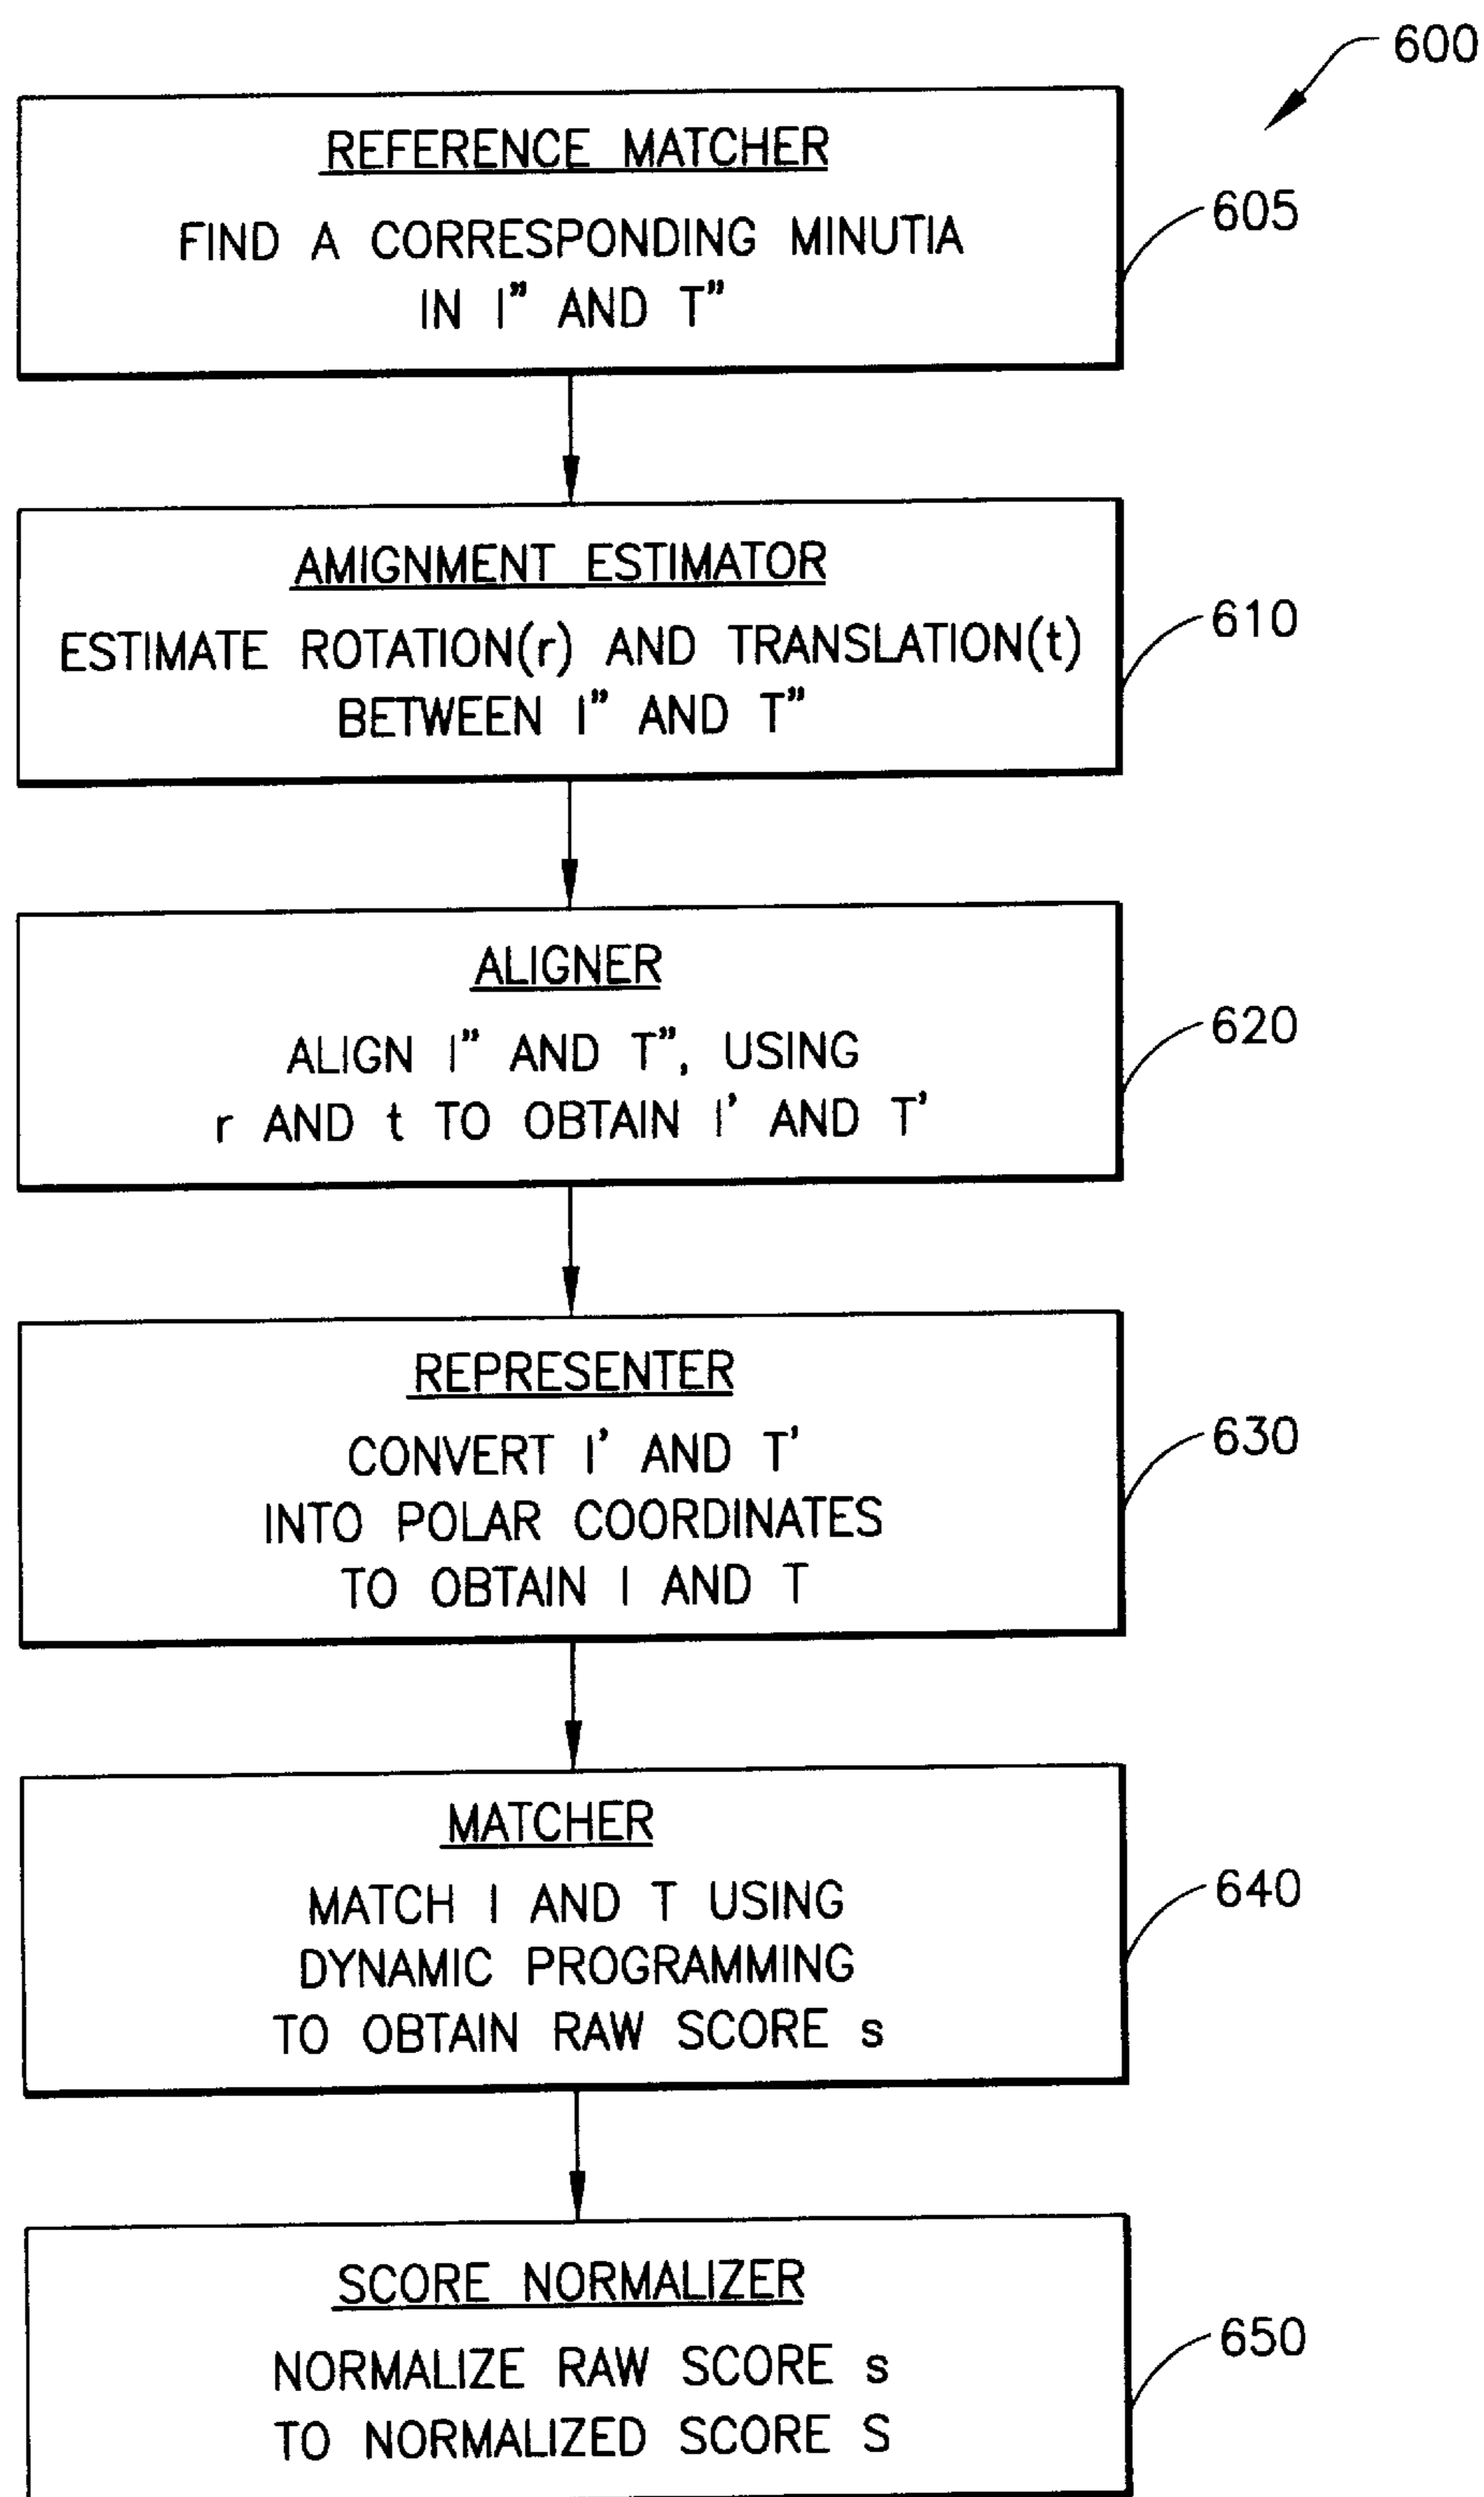 600
REFERENCE MATCHER
FIND A CORRESPONDING MINUTIA
IN I" AND T"
605
AMIGNMENT ESTIMATOR
ESTIMATE ROTATION(r) AND TRANSLATION(t)
BETWEEN I" AND T"
610
ALIGNER
ALIGN I" AND T", USING
r AND t TO OBTAIN I' AND T'
620
REPRESENTER
CONVERT I' AND T'
INTO POLAR COORDINATES
TO OBTAIN I AND T
630
MATCHER
MATCH I AND T USING
DYNAMIC PROGRAMMING
TO OBTAIN RAW SCORE s
640
SCORE NORMALIZER
NORMALIZE RAW SCORE s
TO NORMALIZED SCORE S
650